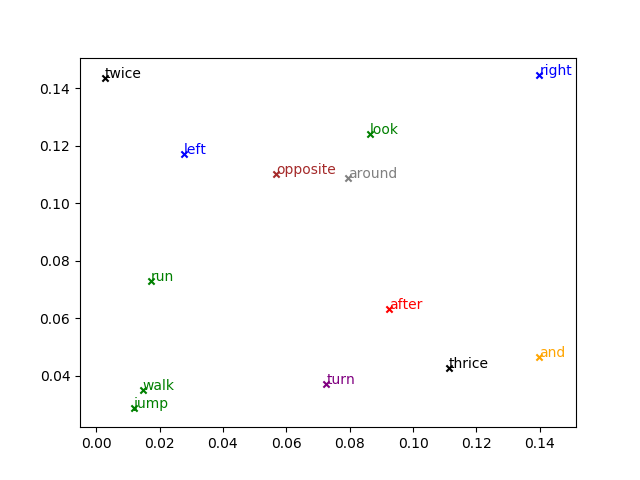 twice
right
look
left
opposite
around
run
after
thrice
and
turn
walk
jump
0.14
0.12
0.10
0.08
0.06
0.04
0.00 0.02 0.04 0.06 0.08 0.10 0.12 0.14